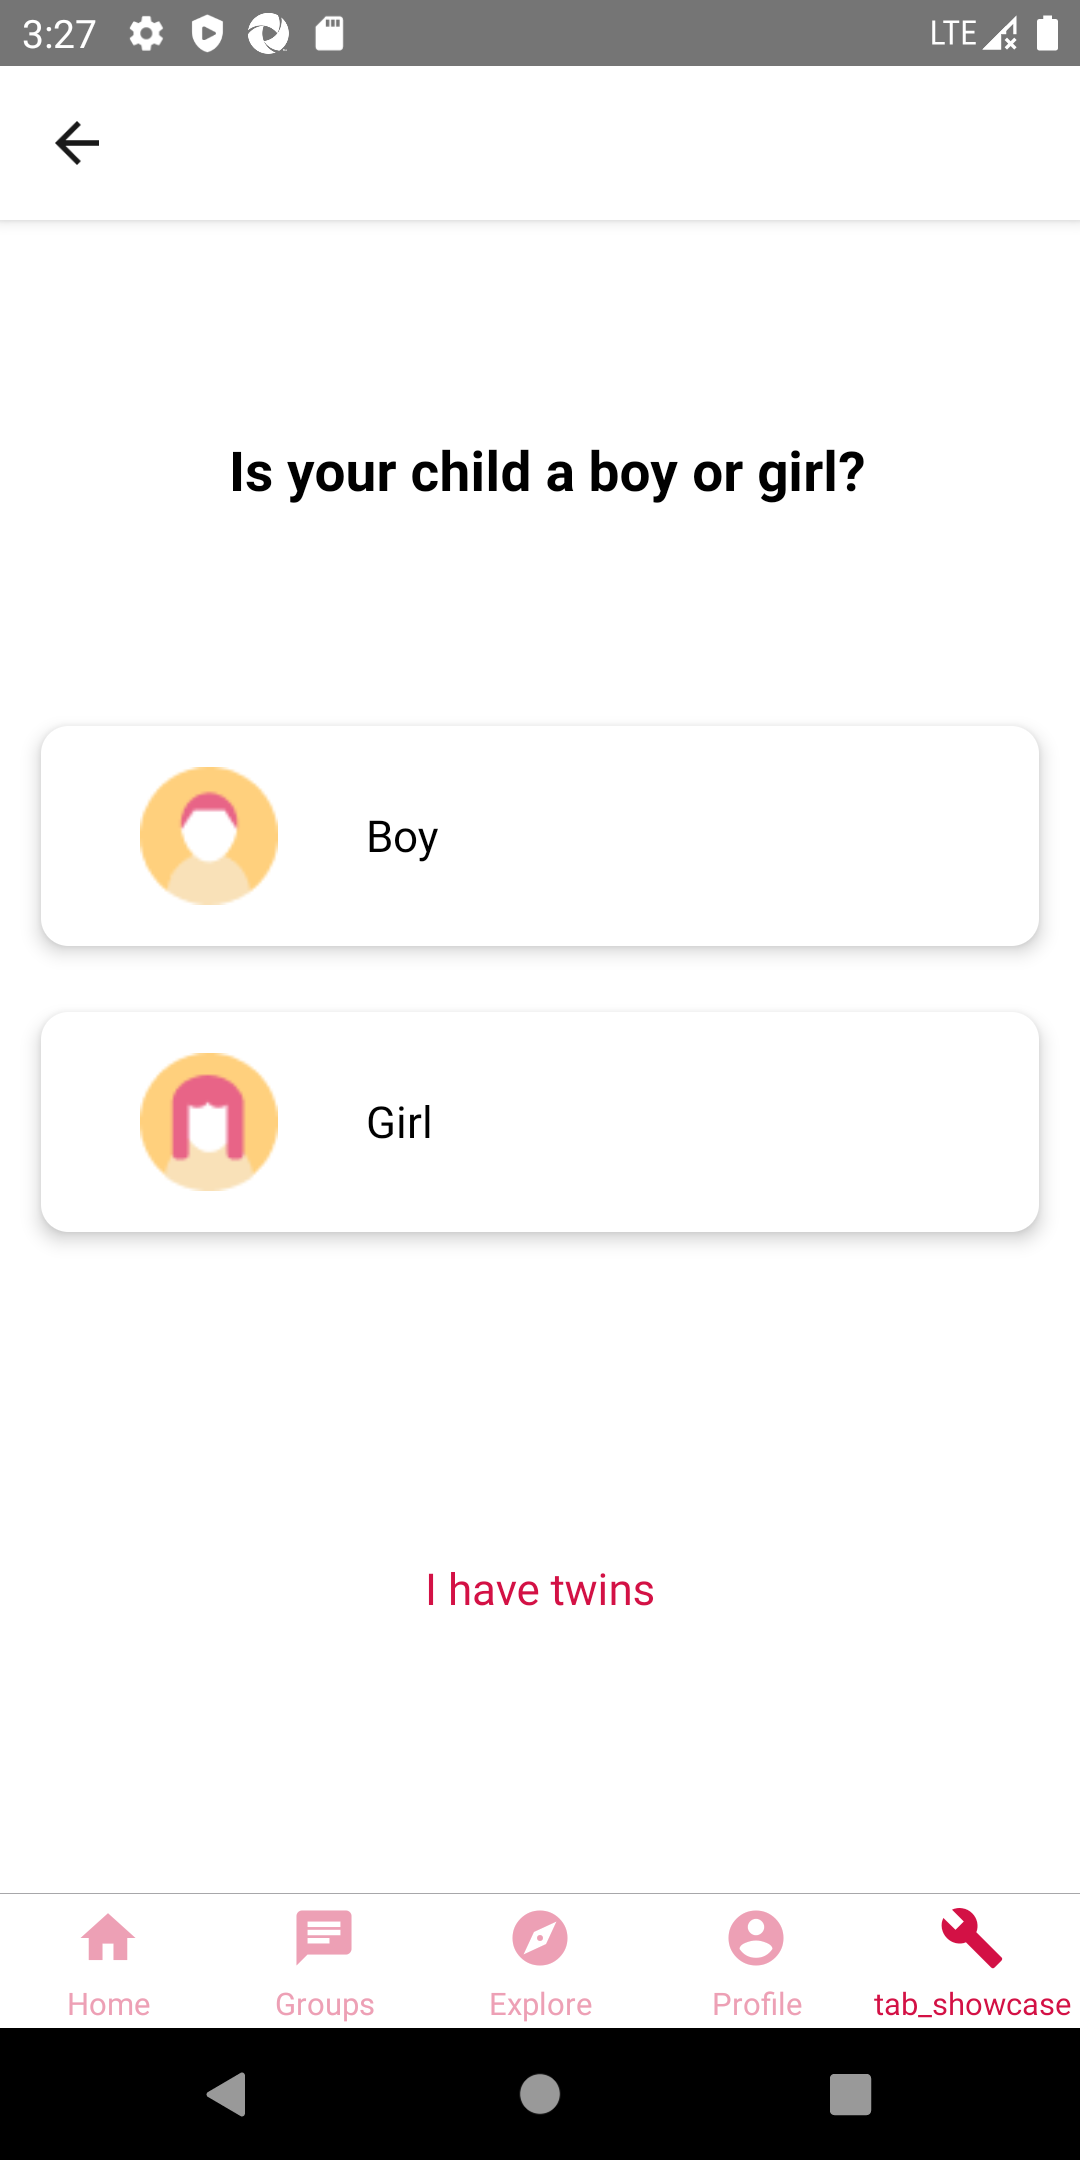 3:27 LTE
Is your child a boy or girl?
Boy
Girl
I have twins
Home Groups Explore Profile tab_showcase